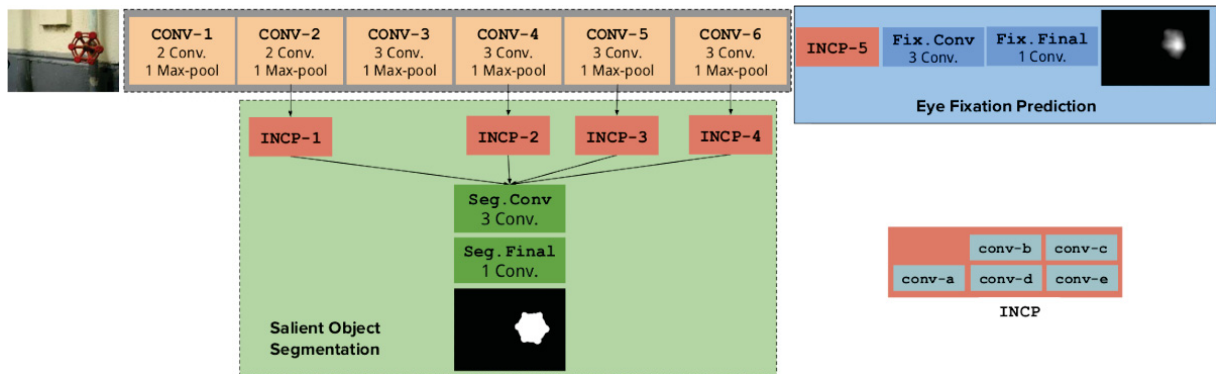 CONV-1
2 Conv.
1 Max-pool
CONV-2
2 Conv.
1 Max-pool
CONV-3
3 Conv.
1 Max-pool
CONV-4
3 Conv.
1 Max-pool
CONV-5
3 Conv.
1 Max-pool
CONV-6
3 Conv.
1 Max-pool
INCP-5
Fix.Conv
3 Conv.
Fix.Final
1 Conv.
Eye Fixation Prediction
INCP-1
INCP-2
INCP-3
INCP-4
Seg.Conv
3 Conv.
Seg.Final
1 Conv.
Salient Object
Segmentation
conv-b
conv-c
conv-a
conv-d
conv-e
INCP